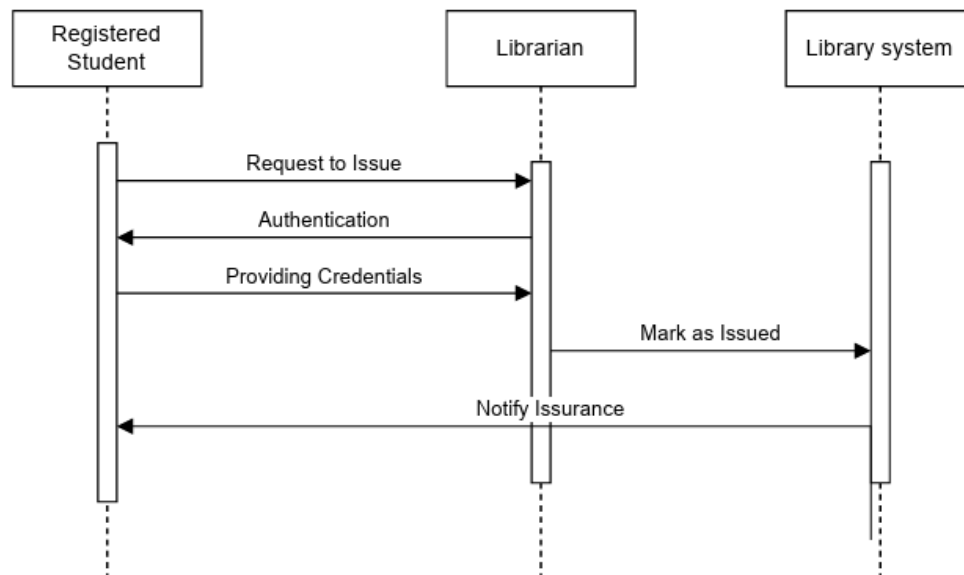 Registered
Student
Librarian
Library system
Request to Issue
Authentication
Providing Credentials
Mark as Issued
Notify Issurance